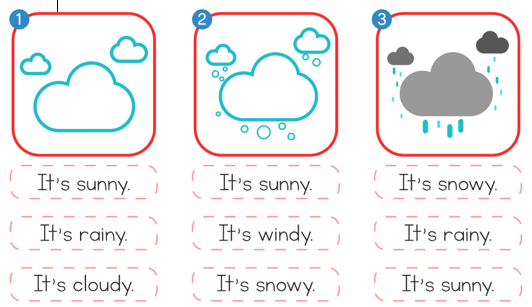 1
It's sunny.
It's rainy.
It's cloudy.
2
It's sunny.
It's windy.
It's snowy.
3
It's snowy.
It's rainy.
It's sunny.